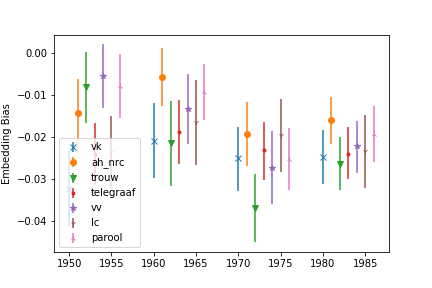 0.00
−0.01
−0.02
−0.03
−0.04
Embedding Bias
vk
ah_nrc
trouw
telegraaf
vv
lc
parool
1950 1955 1960 1965 1970 1975 1980 1985